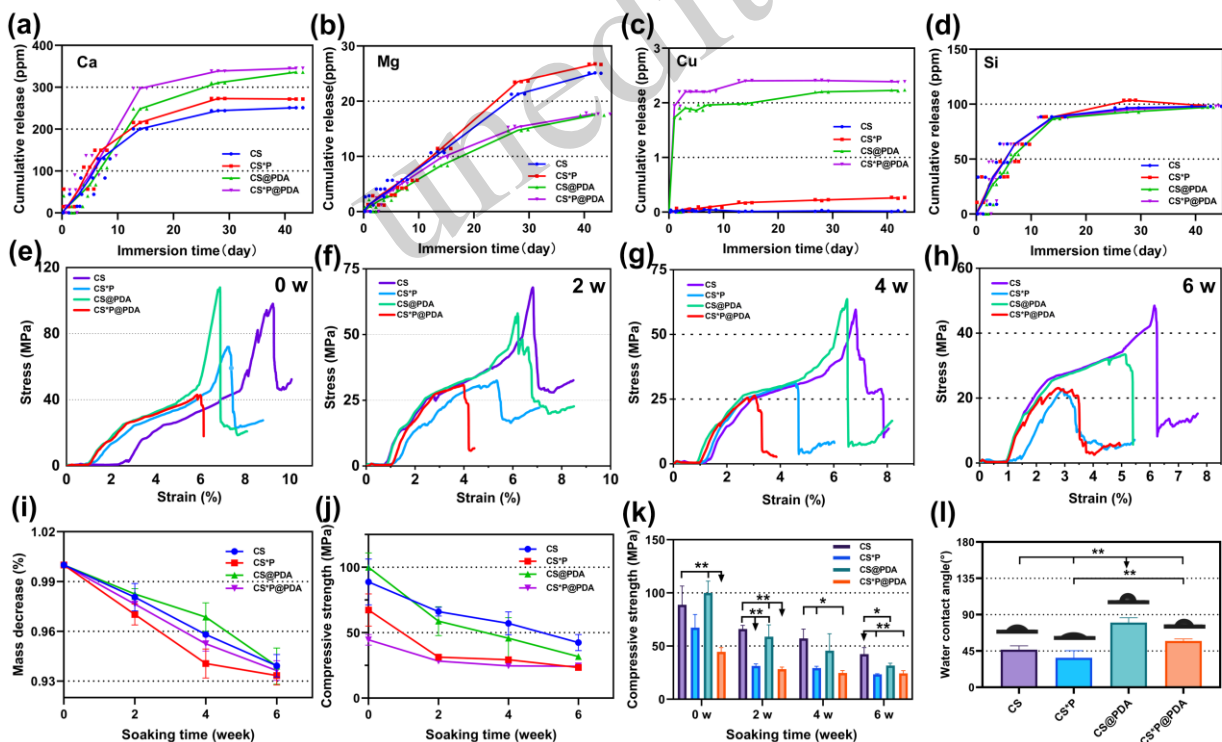 unedit
(a)
Ca
Cumulative release (ppm)
400
300
200
100
0
0 10 20 30 40
Immersion time(day)
CS
CS*P
CS@PDA
CS*P@PDA
(b)
Mg
Cumulative release(ppm)
30
20
10
0
0 10 20 30 40
Immersion time(day)
CS
CS*P
CS@PDA
CS*P@PDA
(c)
Cu
Cumulative release (ppm)
3
2
1
0
0 10 20 30 40
Immersion time(day)
CS
CS*P
CS@PDA
CS*P@PDA
(d)
Si
Cumulative release (ppm)
150
100
50
0
0 10 20 30 40
Immersion time(day)
CS
CS*P
CS@PDA
CS*P@PDA
(e)
0 w
Stress (MPa)
120
80
40
0
0 2 4 6 8 10
Strain (%)
CS
CS*P
CS@PDA
CS*P@PDA
(f)
2 w
Stress (MPa)
75
50
25
0
0 2 4 6 8 10
Strain (%)
CS
CS*P
CS@PDA
CS*P@PDA
(g)
4 w
Stress (MPa)
75
50
25
0
0 2 4 6 8
Strain (%)
CS
CS*P
CS@PDA
CS*P@PDA
(h)
6 w
Stress (MPa)
60
40
20
0
0 1 2 3 4 5 6 7 8
Strain (%)
CS
CS*P
CS@PDA
CS*P@PDA
(i)
Mass decrease (%)
1.02
0.99
0.96
0.93
0 2 4 6
Soaking time (week)
CS
CS*P
CS@PDA
CS*P@PDA
(j)
Compressive strength (MPa)
150
100
50
0
0 2 4 6
Soaking time (week)
CS
CS*P
CS@PDA
CS*P@PDA
(k)
Compressive strength (MPa)
150
100
50
0
0 w 2 w 4 w 6 w
Soaking time (week)
CS
CS*P
CS@PDA
CS*P@PDA
**
**
**
*
*
**
(l)
Water contact angle(°)
180
135
90
45
0
**
**
CS
CS*P
CS@PDA
CS*P@PDA